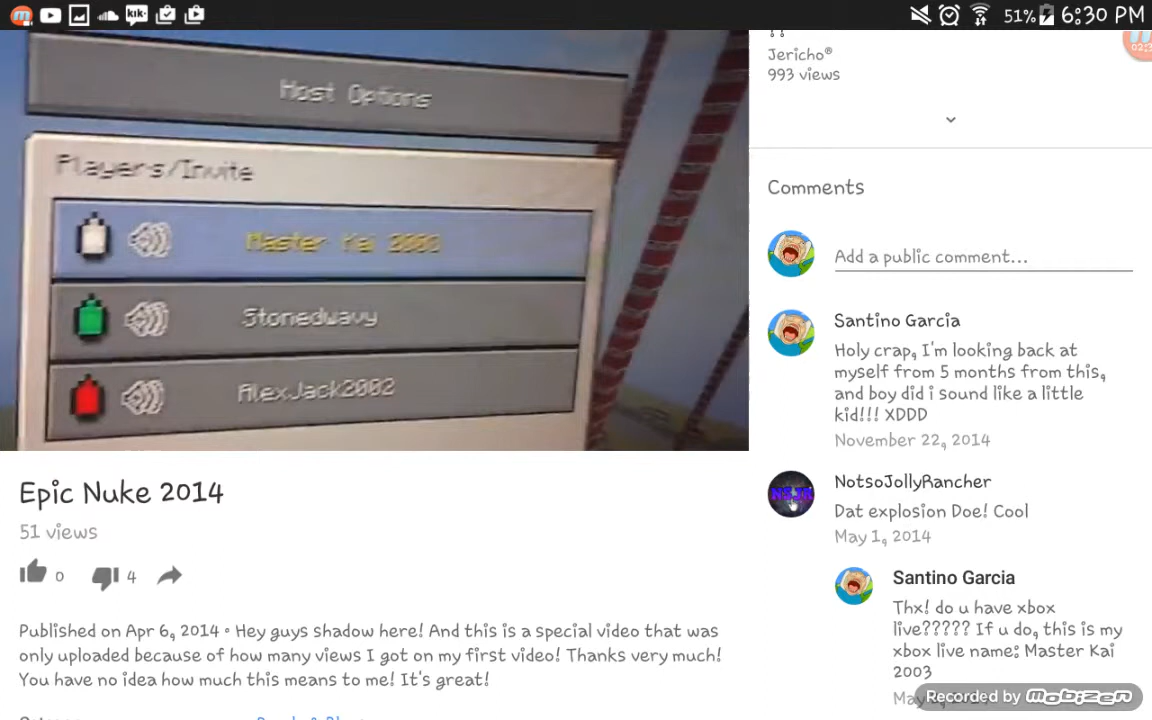 kik·
51%
6:30 PM
Host Options
Players/Invite
Master Kai 2003
Stonedwavy
AlexJack2002
Epic Nuke 2014
51 views
0
4
Published on Apr 6, 2014 • Hey guys shadow here! And this is a special video that was
only uploaded because of how many views I got on my first video! Thanks very much!
You have no idea how much this means to me! It's great!
Jericho®
993 views
Comments
Add a public comment...
Santino Garcia
Holy crap, I'm looking back at
myself from 5 months from this,
and boy did i sound like a little
kid!!! XDDD
November 22, 2014
NotsoJollyRancher
Dat explosion Doe! Cool
May 1, 2014
Santino Garcia
Thx! do u have xbox
live????? If u do, this is my
xbox live name: Master Kai
2003
Recorded by mobizen